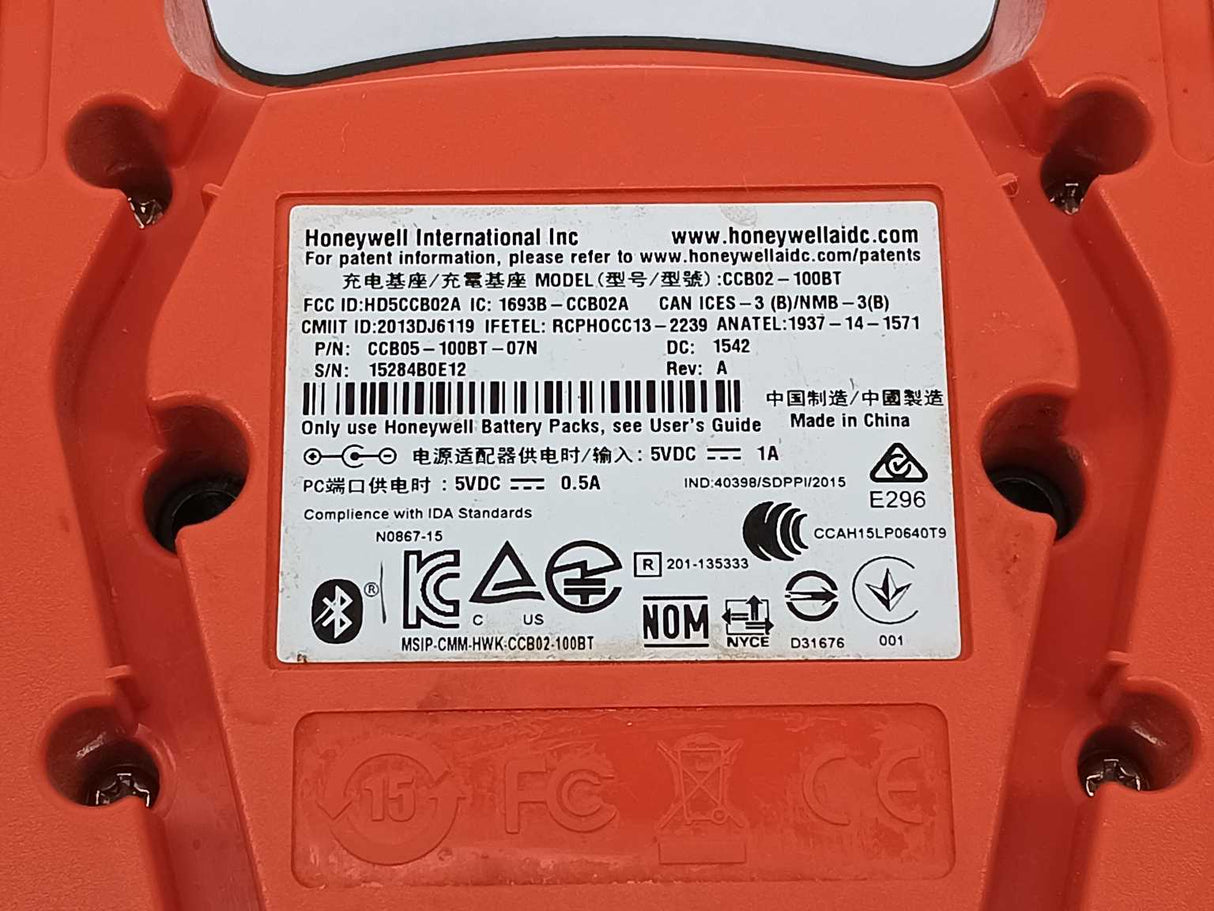 Honeywell International Inc www.honeywellaidc.com
For patent information, please refer to www.honeywellaidc.com/patents
充电基座/充電基座 MODEL(型号/型號):CCB02-100BT
FCC ID:HD5CCB02A IC: 1693B-CCB02A CAN ICES-3 (B)/NMB-3(B)
CMIIT ID:2013DJ6119 IFETEL: RCPHOCC13-2239 ANATEL:1937-14-1571
P/N: CCB05-100BT-07N DC: 1542
S/N: 15284B0E12 Rev: A
中国制造/中國製造
Only use Honeywell Battery Packs, see User's Guide Made in China
电源适配器供电时/输入: 5VDC 1A
PC端口供电时: 5VDC 0.5A IND:40398/SDPPI/2015
E296
Compliance with IDA Standards
N0867-15 CCAH15LP0640T9
R 201-135333
® C US
NOM NYCE D31676 001
MSIP-CMM-HWK-CCB02-100BT
15 FC CE